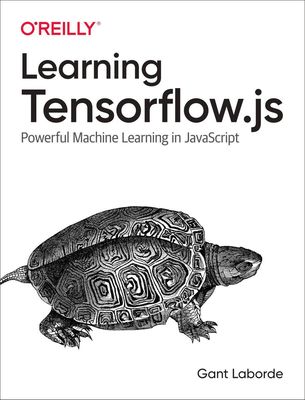 O'REILLY®
Learning
Tensorflow.js
Powerful Machine Learning in JavaScript
Gant Laborde